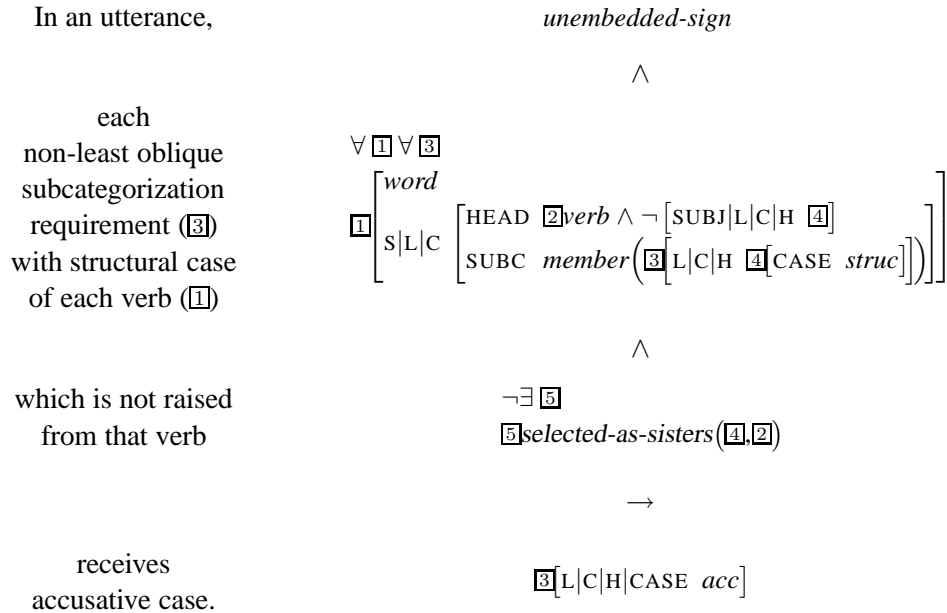 In an utterance, unembedded-sign
∧
each
non-least oblique ∀ 1 ∀ 3
subcategorization word
requirement (3) 1 S|L|C HEAD 2 verb ∧ ¬ [SUBJ|L|C|H 4]
with structural case SUBC member(3[L|C|H 4[CASE struc]])
of each verb (1)
∧
which is not raised ¬∃ 5
from that verb 5 selected-as-sisters(4,2)
→
receives
accusative case. 3[L|C|H|CASE acc]